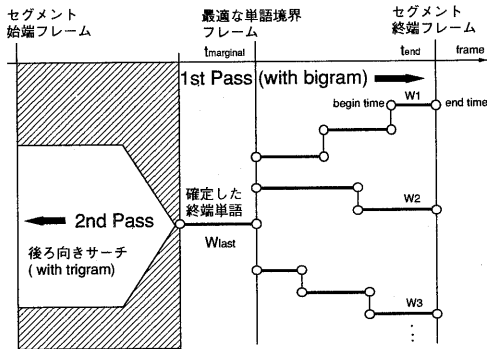 セグメント
始端フレーム
最適な単語境界
フレーム
セグメント
終端フレーム
tmarginal
tend
frame
1st Pass (with bigram)
begin time
W1
end time
確定した
終端単語
W2
2nd Pass
Wlast
後ろ向きサーチ
( with trigram)
W3
⋮